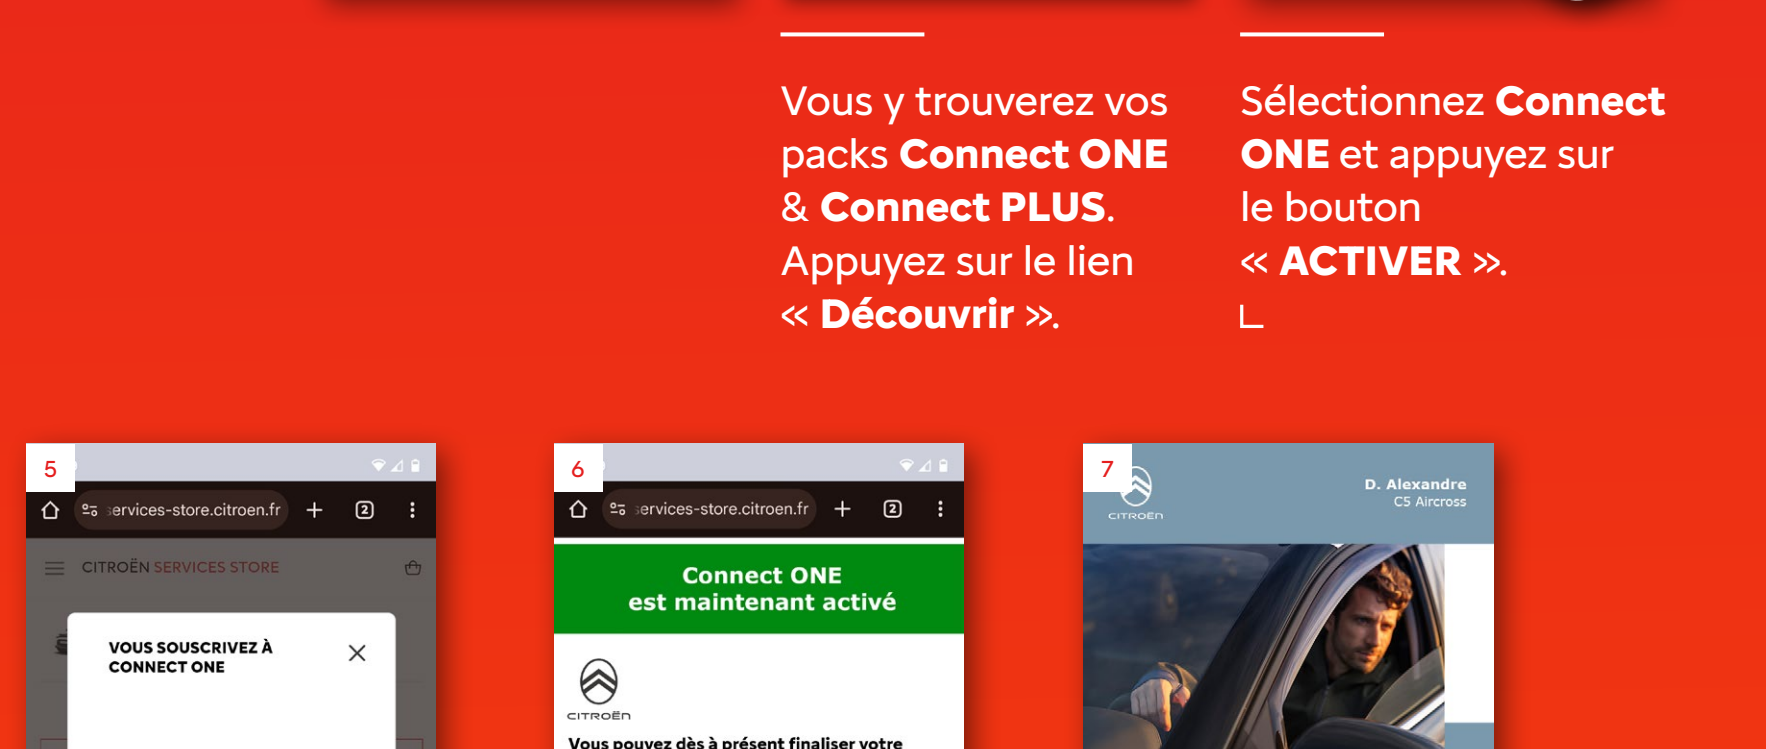 Vous y trouverez vos
packs Connect ONE
& Connect PLUS.
Appuyez sur le lien
« Découvrir ».
Sélectionnez Connect
ONE et appuyez sur
le bouton
« ACTIVER ».
5
services-store.citroen.fr
2
CITROËN SERVICES STORE
VOUS SOUSCRIVEZ À
CONNECT ONE
6
services-store.citroen.fr
2
Connect ONE
est maintenant activé
CITROËN
Vous pouvez dès à présent finaliser votre
7
CITROËN
D. Alexandre
C5 Aircross